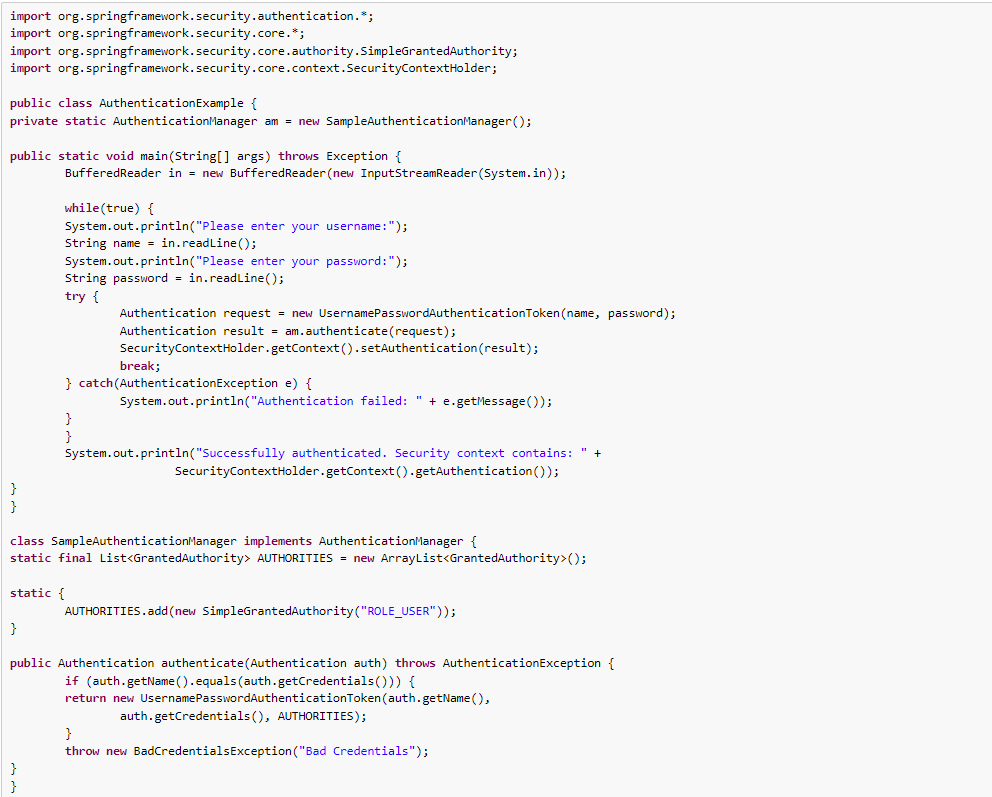 import org.springframework.security.authentication.*;
import org.springframework.security.core.*;
import org.springframework.security.core.authority.SimpleGrantedAuthority;
import org.springframework.security.core.context.SecurityContextHolder;

public class AuthenticationExample {
private static AuthenticationManager am = new SampleAuthenticationManager();

public static void main(String[] args) throws Exception {
        BufferedReader in = new BufferedReader(new InputStreamReader(System.in));

        while(true) {
        System.out.println("Please enter your username:");
        String name = in.readLine();
        System.out.println("Please enter your password:");
        String password = in.readLine();
        try {
                Authentication request = new UsernamePasswordAuthenticationToken(name, password);
                Authentication result = am.authenticate(request);
                SecurityContextHolder.getContext().setAuthentication(result);
                break;
        } catch(AuthenticationException e) {
                System.out.println("Authentication failed: " + e.getMessage());
        }
        }
        System.out.println("Successfully authenticated. Security context contains: " +
                        SecurityContextHolder.getContext().getAuthentication());
}
}

class SampleAuthenticationManager implements AuthenticationManager {
static final List<GrantedAuthority> AUTHORITIES = new ArrayList<GrantedAuthority>();

static {
        AUTHORITIES.add(new SimpleGrantedAuthority("ROLE_USER"));
}

public Authentication authenticate(Authentication auth) throws AuthenticationException {
        if (auth.getName().equals(auth.getCredentials())) {
        return new UsernamePasswordAuthenticationToken(auth.getName(),
                auth.getCredentials(), AUTHORITIES);
        }
        throw new BadCredentialsException("Bad Credentials");
}
}